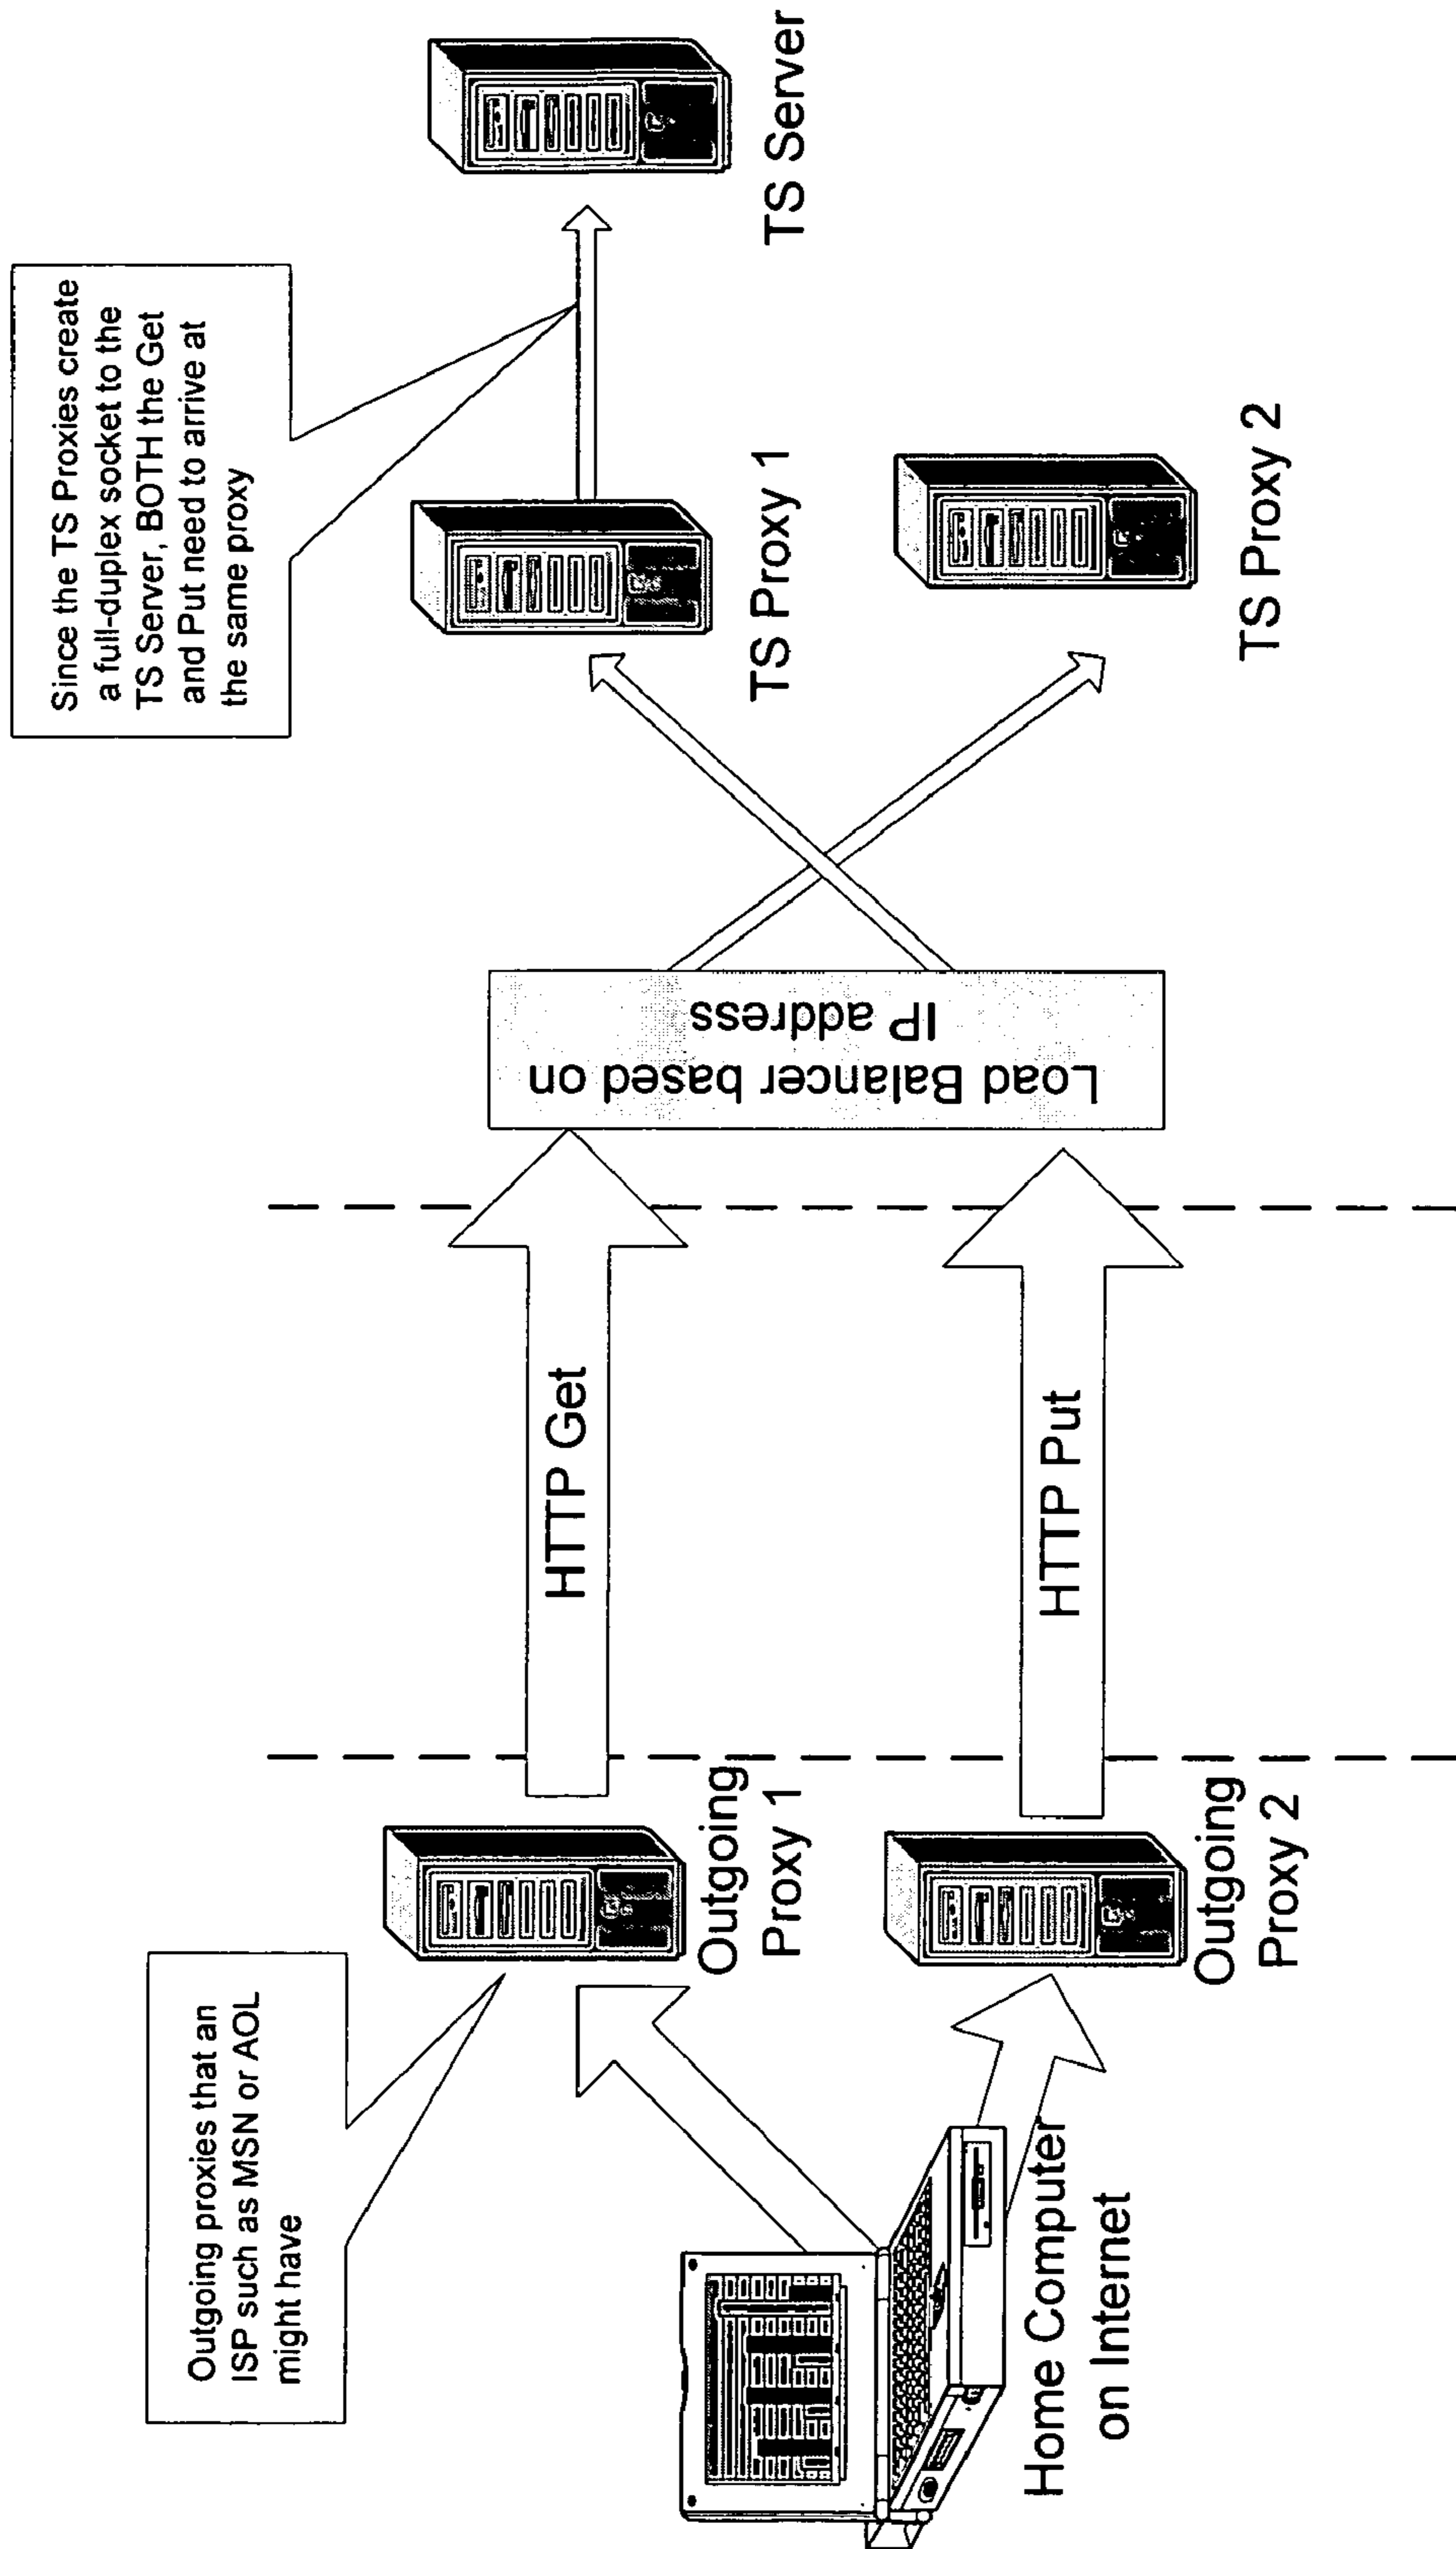 Outgoing proxies that an
ISP such as MSN or AOL
might have
Since the TS Proxies create
a full-duplex socket to the
TS Server, BOTH the Get
and Put need to arrive at
the same proxy
Outgoing
Proxy 1
HTTP Get
TS Proxy 1
TS Server
Load Balancer based on
IP address
Home Computer
on Internet
Outgoing
Proxy 2
HTTP Put
TS Proxy 2